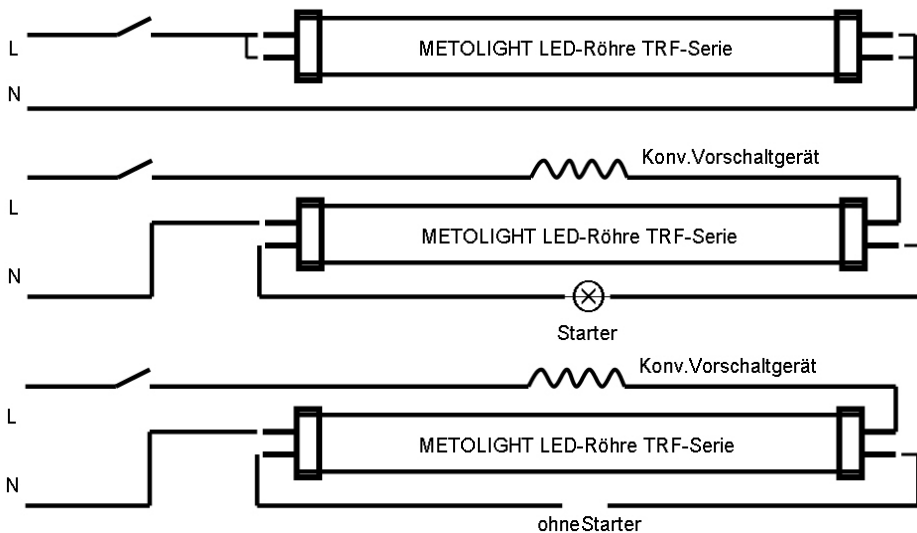 L
METOLIGHT LED-Röhre TRF-Serie
N
Konv.Vorschaltgerät
L
METOLIGHT LED-Röhre TRF-Serie
N
Starter
Konv.Vorschaltgerät
L
METOLIGHT LED-Röhre TRF-Serie
N
ohneStarter